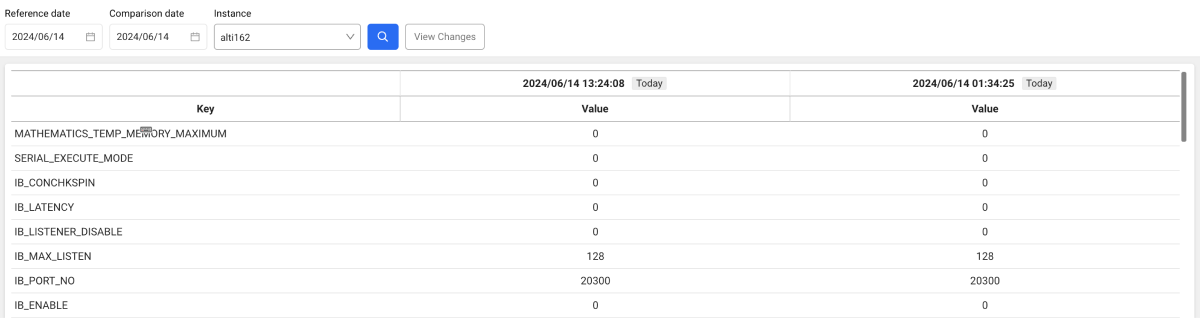 Reference date Comparison date Instance
2024/06/14 2024/06/14 alti162 View Changes
2024/06/14 13:24:08 Today 2024/06/14 01:34:25 Today
Key Value Value
MATHEMATICS_TEMP_MEMORY_MAXIMUM 0 0
SERIAL_EXECUTE_MODE 0 0
IB_CONCHKSPIN 0 0
IB_LATENCY 0 0
IB_LISTENER_DISABLE 0 0
IB_MAX_LISTEN 128 128
IB_PORT_NO 20300 20300
IB_ENABLE 0 0